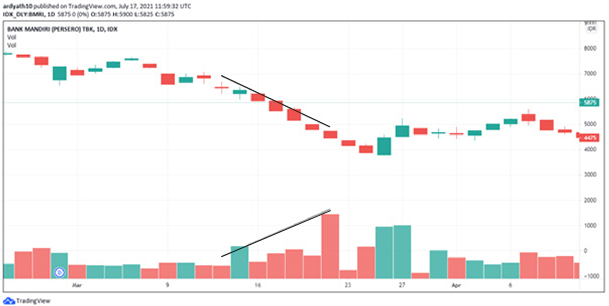 ardyath10 published on TradingView.com, July 17, 2021 11:59:32 UTC
IDX_DLY:BMRI, 1D 5875 0 (0%) O:5875 H:5900 L:5825 C:5875
BANK MANDIRI (PERSERO) TBK, 1D, IDX
Vol
Vol
IDR
8000
7000
6000
5875
5000
4475
4000
3000
2000
1000
0
-1000
D
Mar
9
16
23
27
Apr
6
TradingView